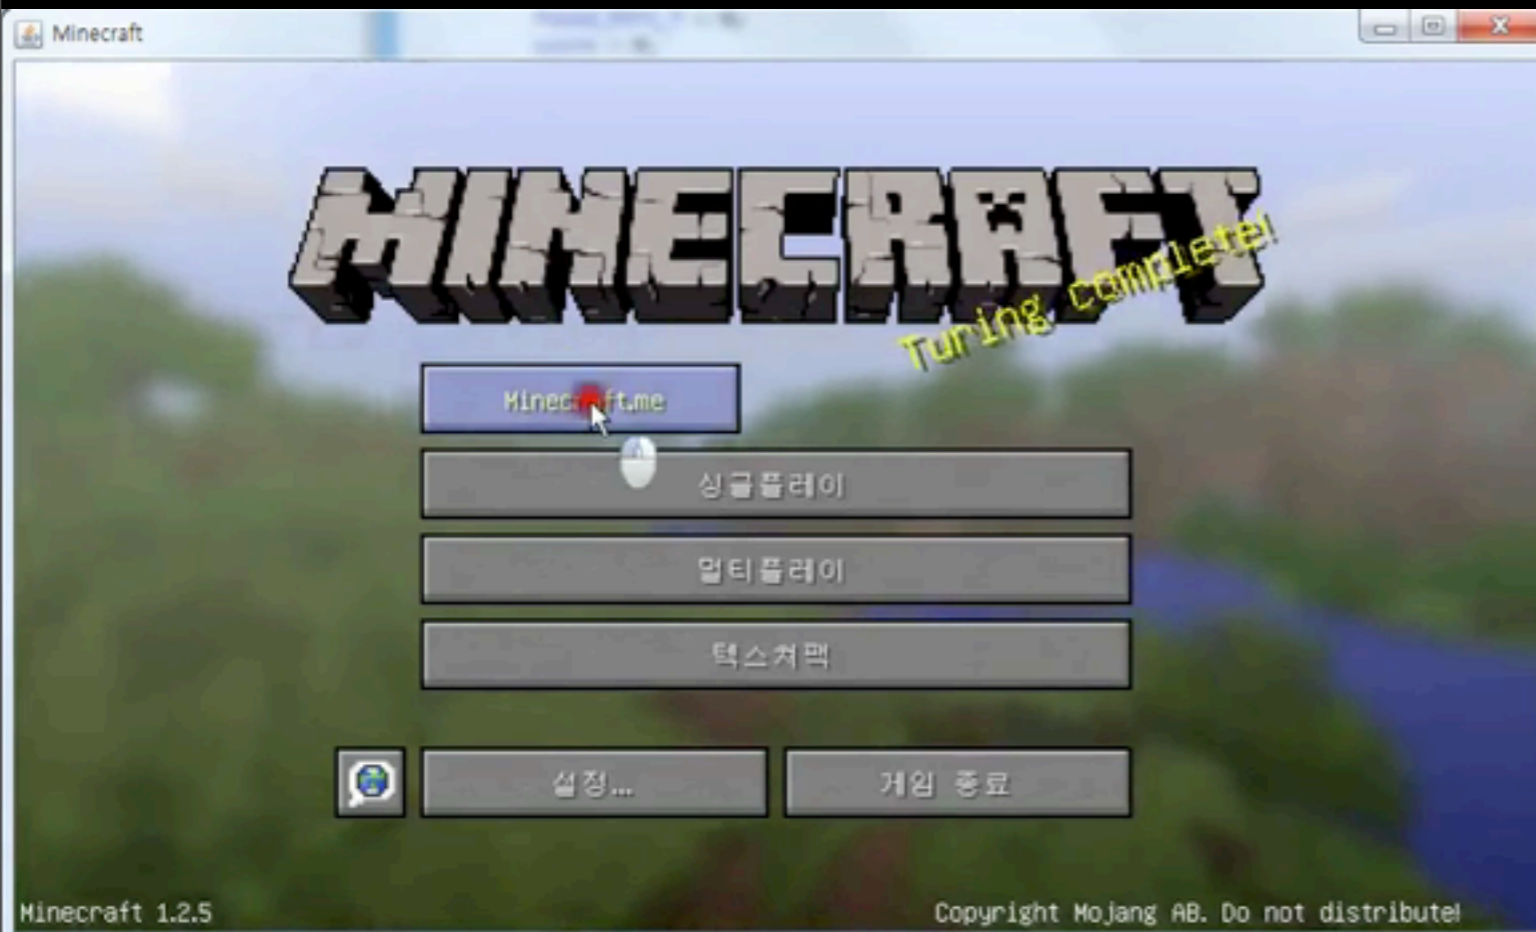 Minecraft
MINECRAFT
Turing complete!
Minecraft.me
싱글플레이
멀티플레이
텍스쳐팩
설정...
게임 종료
Minecraft 1.2.5
Copyright Mojang AB. Do not distribute!